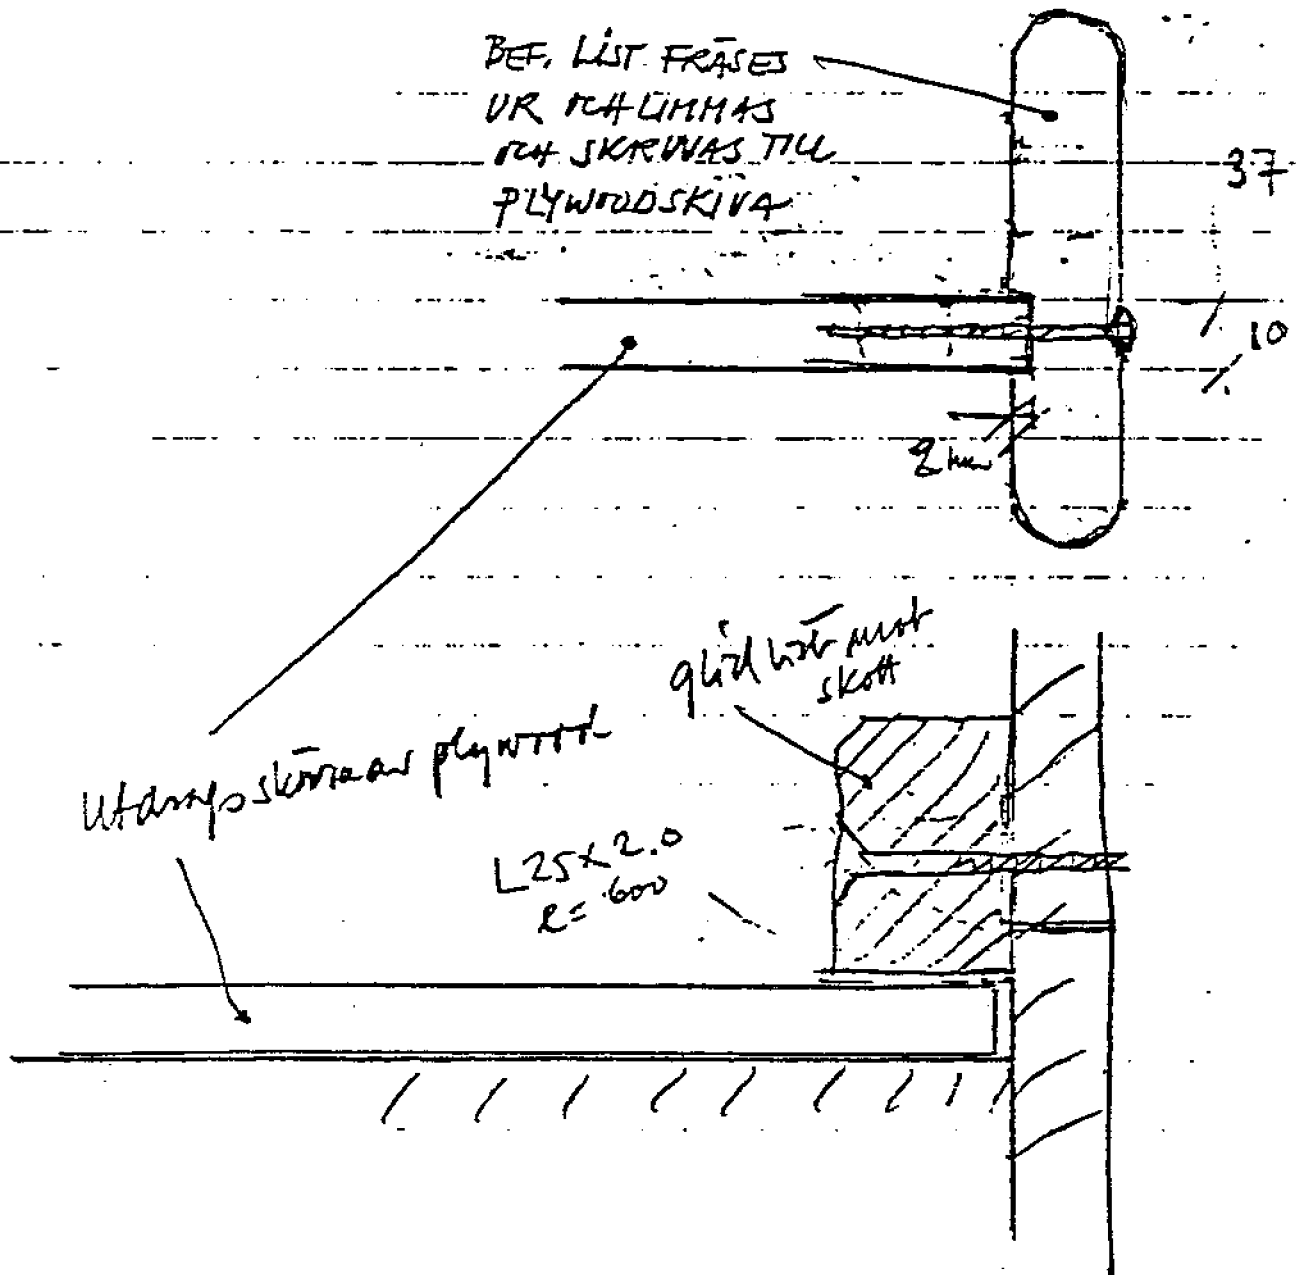 BEF. LIST FRÄSES
UR OCH LIMMAS
OCH SKRUVAS TILL
PLYWOODSKIVA
37
10
2 mm
glidlist mot
skott
Utdragsskiva av plywood
L25x2.0
l=600